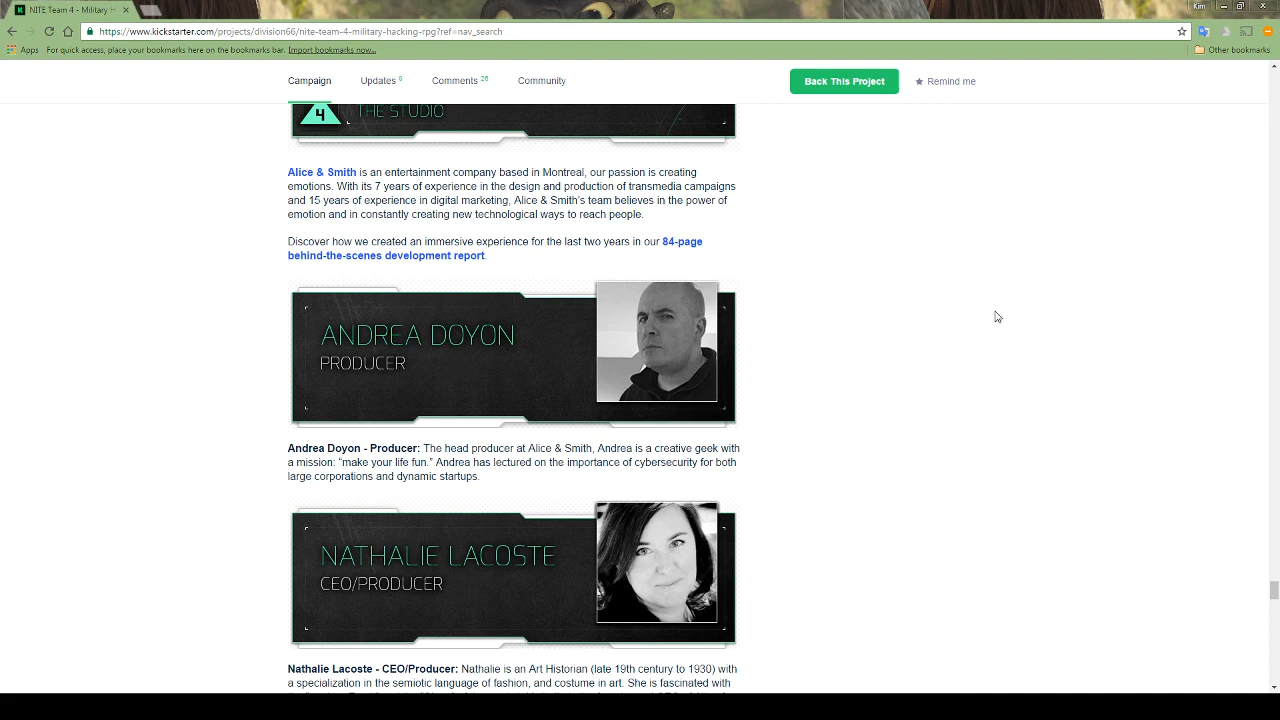 NITE Team 4 - Military H
Kim
https://www.kickstarter.com/projects/division66/nite-team-4-military-hacking-rpg?ref=nav_search
Apps For quick access, place your bookmarks here on the bookmarks bar. Import bookmarks now... Other bookmarks
Campaign Updates 6 Comments 26 Community Back This Project Remind me
4 THE STUDIO
Alice & Smith is an entertainment company based in Montreal, our passion is creating
emotions. With its 7 years of experience in the design and production of transmedia campaigns
and 15 years of experience in digital marketing, Alice & Smith's team believes in the power of
emotion and in constantly creating new technological ways to reach people.
Discover how we created an immersive experience for the last two years in our 84-page
behind-the-scenes development report.
ANDREA DOYON
PRODUCER
Andrea Doyon - Producer: The head producer at Alice & Smith, Andrea is a creative geek with
a mission: “make your life fun.” Andrea has lectured on the importance of cybersecurity for both
large corporations and dynamic startups.
NATHALIE LACOSTE
CEO/PRODUCER
Nathalie Lacoste - CEO/Producer: Nathalie is an Art Historian (late 19th century to 1930) with
a specialization in the semiotic language of fashion, and costume in art. She is fascinated with